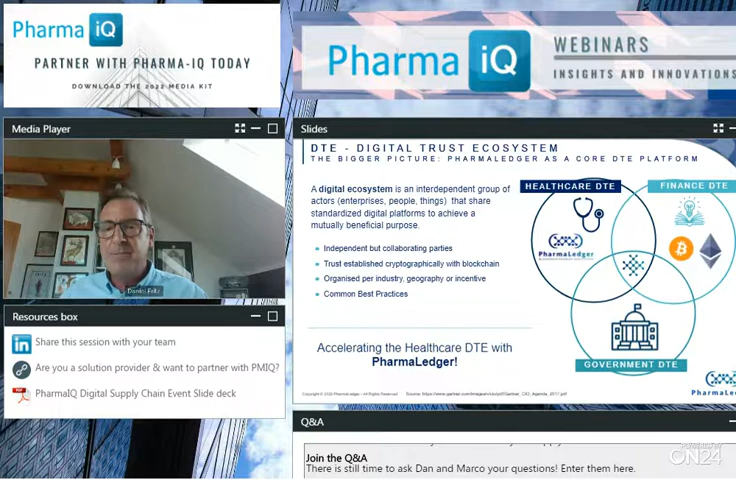 Pharma iQ
PARTNER WITH PHARMA-IQ TODAY
DOWNLOAD THE 2022 MEDIA KIT
Pharma iQ
WEBINARS
INSIGHTS AND INNOVATIONS
Media Player
Daniel Fritz
Resources box
Share this session with your team
Are you a solution provider & want to partner with PMIQ?
PharmaIQ Digital Supply Chain Event Slide deck
Slides
DTE - DIGITAL TRUST ECOSYSTEM
THE BIGGER PICTURE: PHARMALEDGER AS A CORE DTE PLATFORM
A digital ecosystem is an interdependent group of
actors (enterprises, people, things) that share
standardized digital platforms to achieve a
mutually beneficial purpose.
Independent but collaborating parties
Trust established cryptographically with blockchain
Organised per industry, geography or incentive
Common Best Practices
Accelerating the Healthcare DTE with
PharmaLedger!
HEALTHCARE DTE
FINANCE DTE
PharmaLedger
GOVERNMENT DTE
PharmaLed
Q&A
Join the Q&A
There is still time to ask Dan and Marco your questions! Enter them here.
POWERED BY
ON24